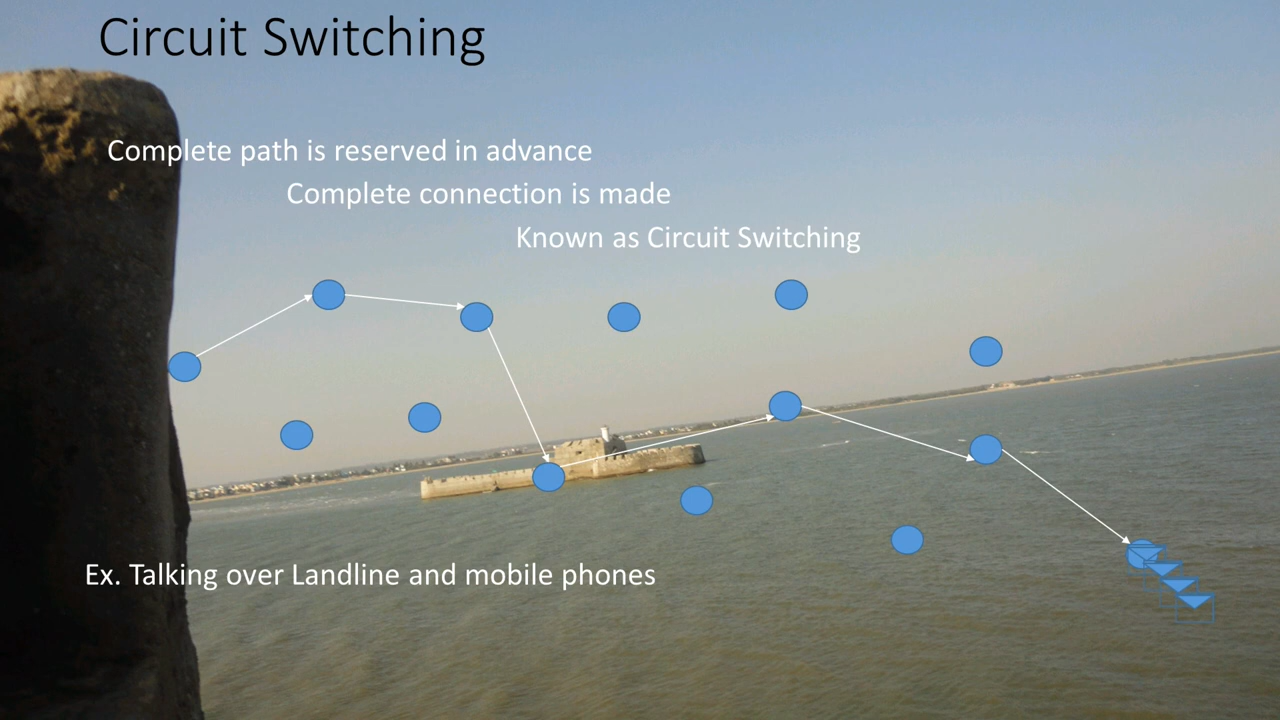 Circuit Switching
Complete path is reserved in advance
Complete connection is made
Known as Circuit Switching
Ex. Talking over Landline and mobile phones